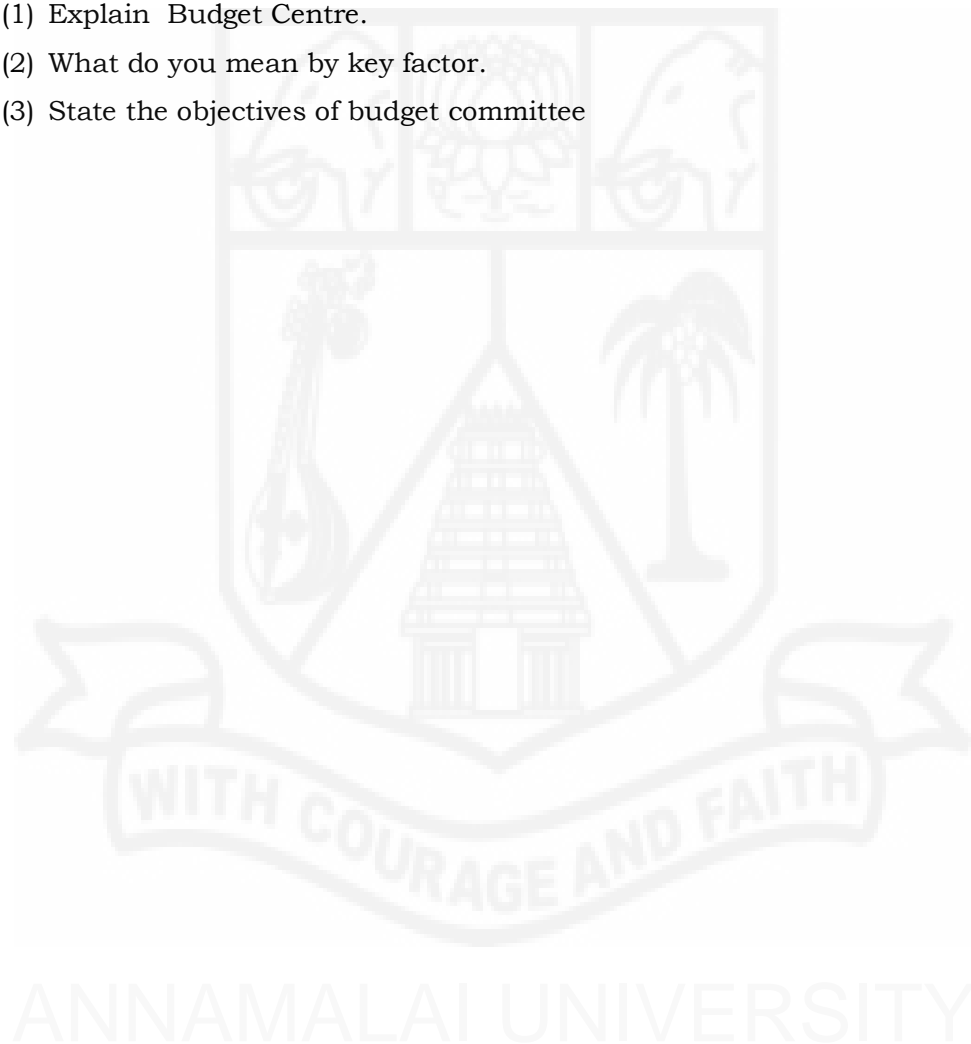 (1) Explain Budget Centre.
(2) What do you mean by key factor.
(3) State the objectives of budget committee
WITH COURAGE AND FAITH
ANNAMALAI UNIVERSITY